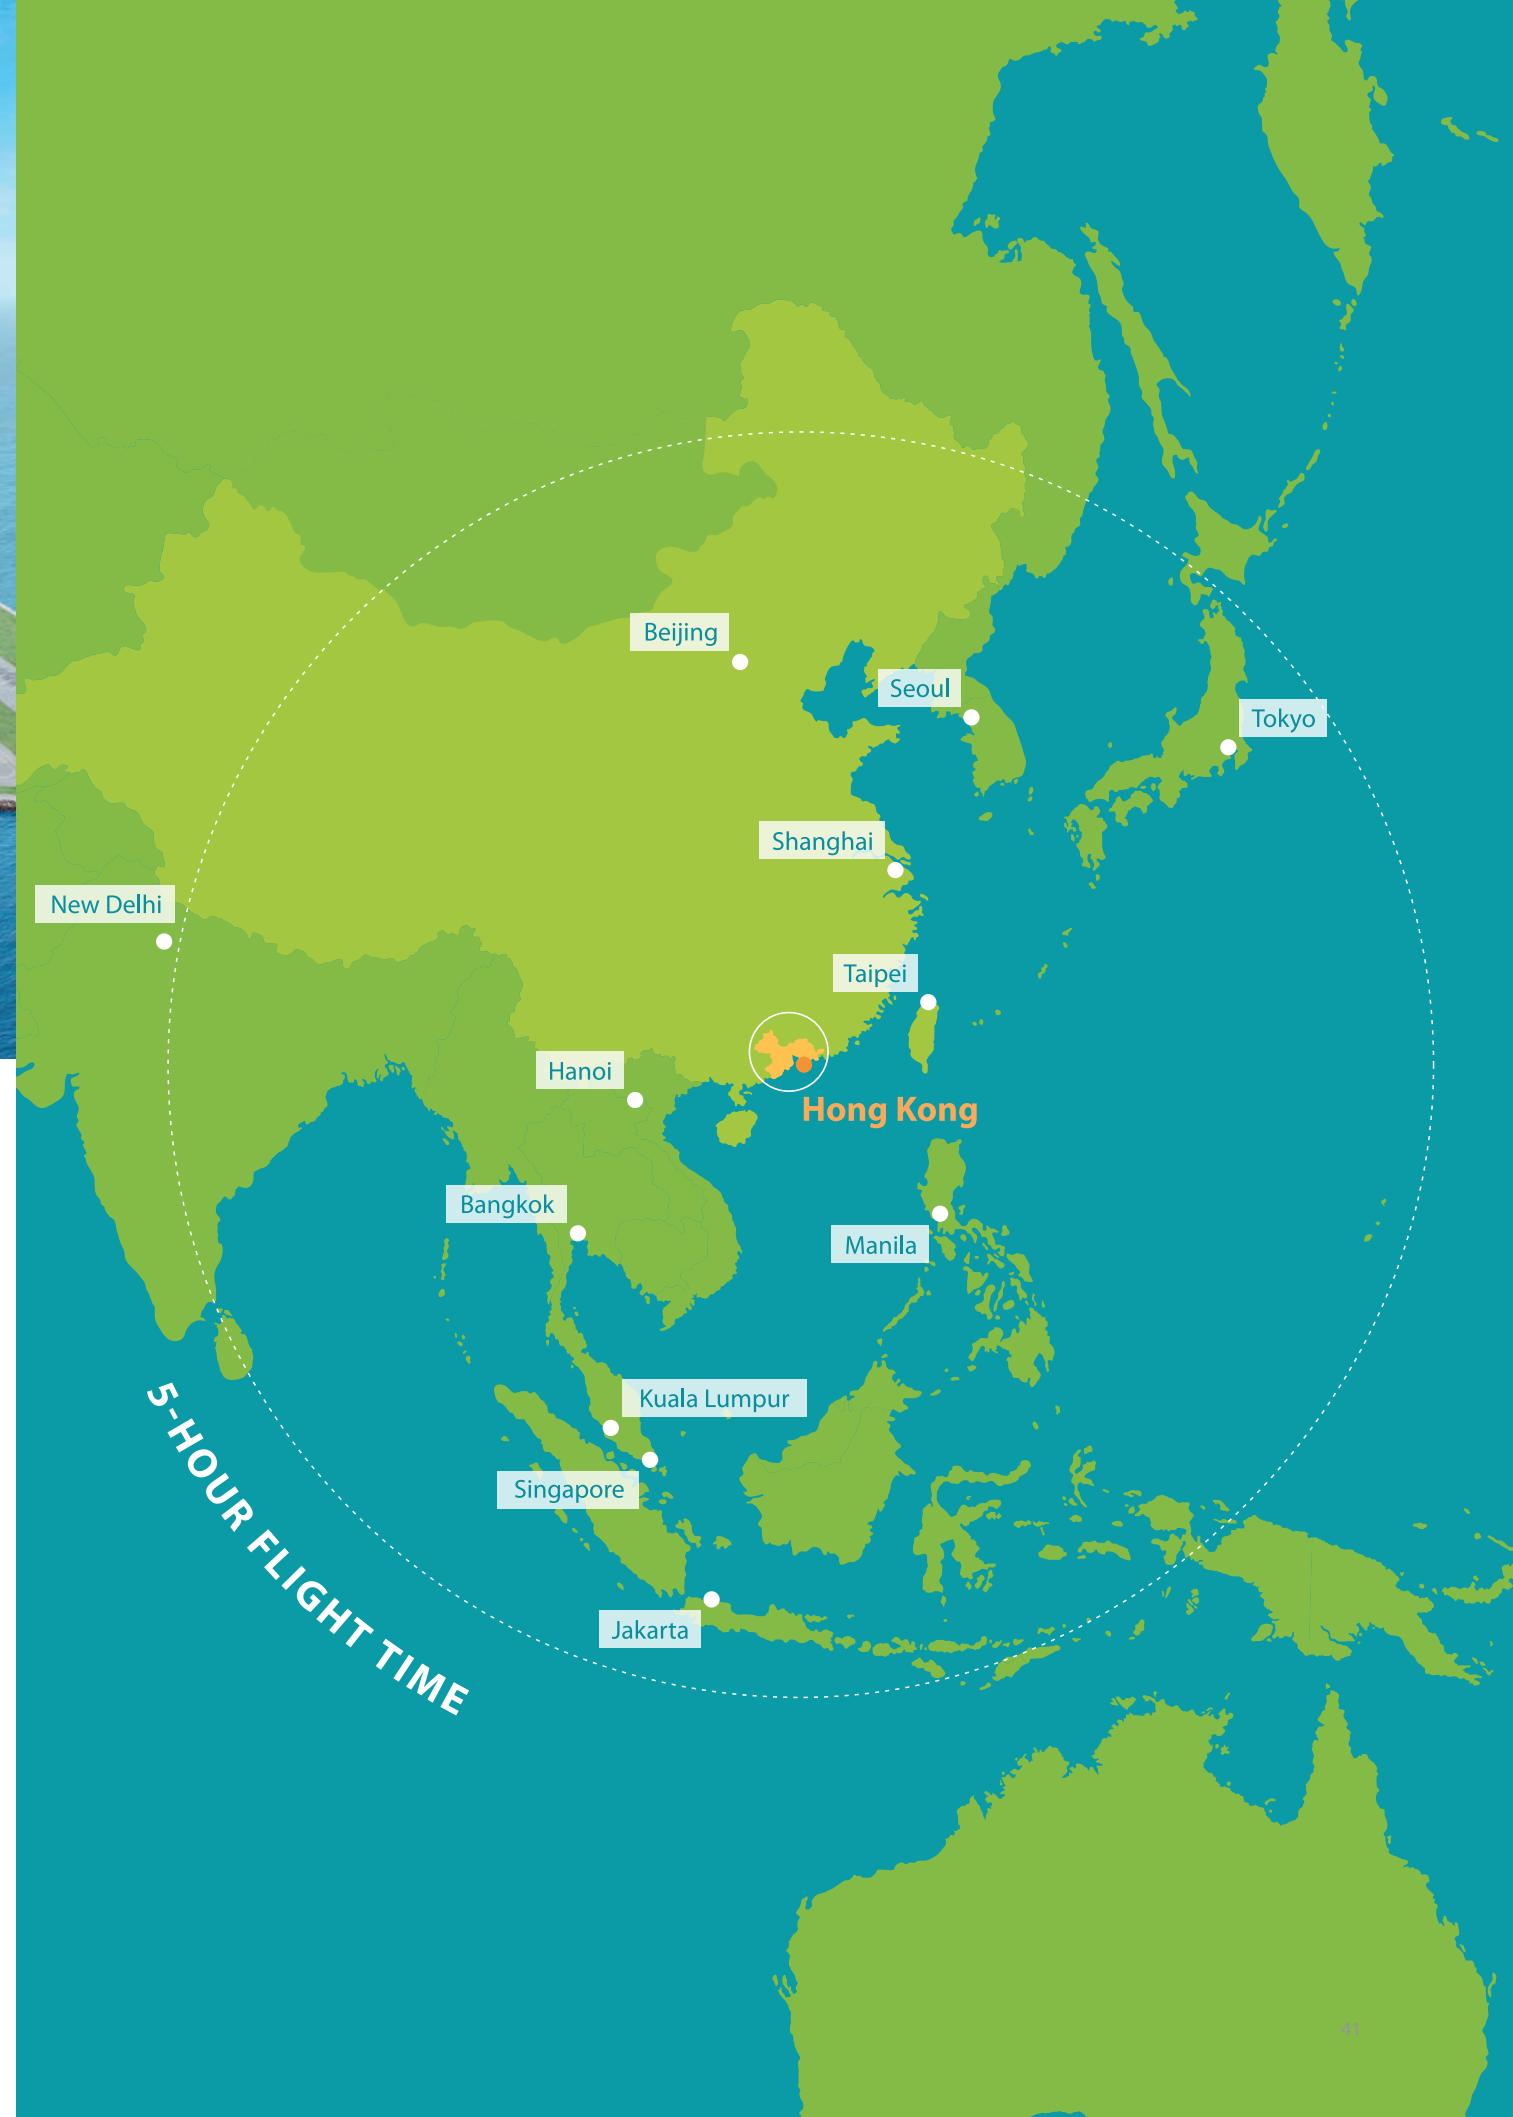 Beijing
Seoul
Tokyo
Shanghai
New Delhi
Taipei
Hanoi
Hong Kong
Bangkok
Manila
Kuala Lumpur
Singapore
Jakarta
5-HOUR FLIGHT TIME
41